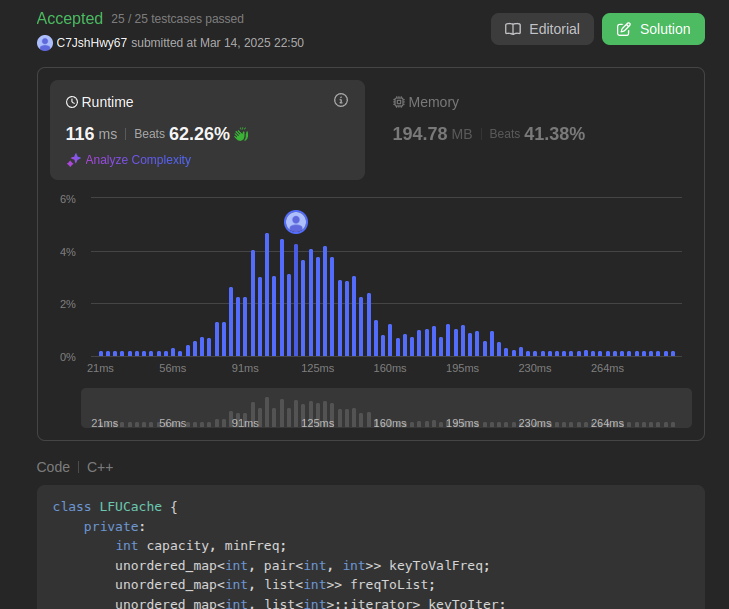 Accepted 25 / 25 testcases passed
C7JshHwy67 submitted at Mar 14, 2025 22:50
Editorial
Solution
Runtime
116 ms | Beats 62.26%
Analyze Complexity
Memory
194.78 MB | Beats 41.38%
6%
4%
2%
0%
21ms 56ms 91ms 125ms 160ms 195ms 230ms 264ms
21ms 56ms 91ms 125ms 160ms 195ms 230ms 264ms
Code | C++
class LFUCache {
    private:
        int capacity, minFreq;
        unordered_map<int, pair<int, int>> keyToValFreq;
        unordered_map<int, list<int>> freqToList;
        unordered_map<int, list<int>::iterator> keyToIter;